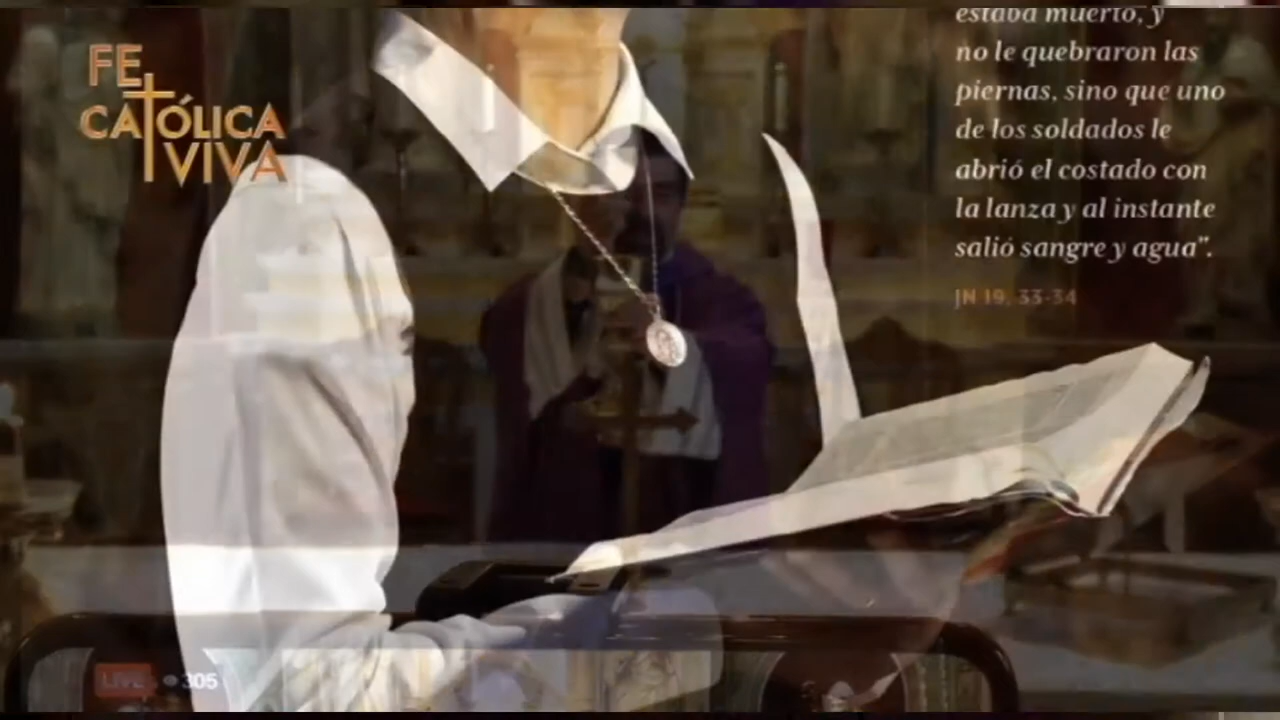 FE
CATÓLICA
VIVA
estaba muerto, y
no le quebraron las
piernas, sino que uno
de los soldados le
abrió el costado con
la lanza y al instante
salió sangre y agua”.
JN 19, 33-34
LIVE 305